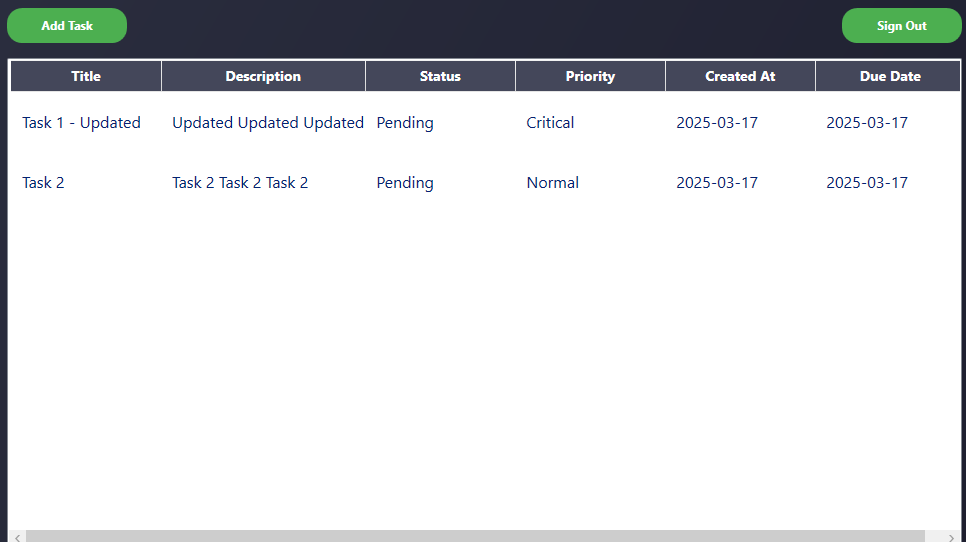 Add Task Sign Out
Title Description Status Priority Created At Due Date
Task 1 - Updated Updated Updated Updated Pending Critical 2025-03-17 2025-03-17
Task 2 Task 2 Task 2 Task 2 Pending Normal 2025-03-17 2025-03-17